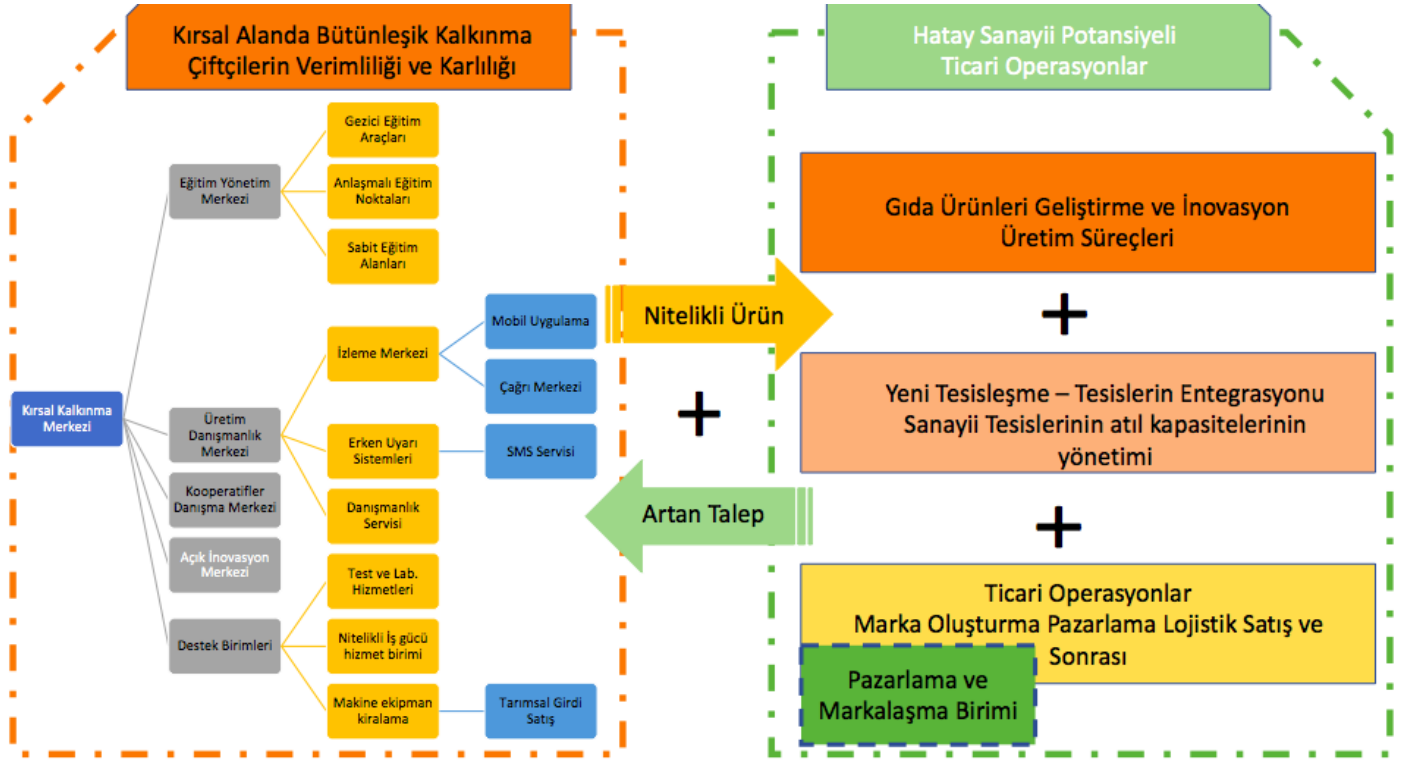 Kırsal Alanda Bütünleşik Kalkınma
Çiftçilerin Verimliliği ve Karlılığı
Gezici Eğitim
Araçları
Eğitim Yönetim
Merkezi
Anlaşmalı Eğitim
Noktaları
Sabit Eğitim
Alanları
Mobil Uygulama
İzleme Merkezi
Çağrı Merkezi
Kırsal Kalkınma
Merkezi
Üretim
Danışmanlık
Merkezi
Erken Uyarı
Sistemleri
SMS Servisi
Kooperatifler
Danışma Merkezi
Danışmanlık
Servisi
Açık İnovasyon
Merkezi
Test ve Lab.
Hizmetleri
Destek Birimleri
Nitelikli İş gücü
hizmet birimi
Makine ekipman
kiralama
Tarımsal Girdi
Satış
Nitelikli Ürün
+
Artan Talep
Hatay Sanayii Potansiyeli
Ticari Operasyonlar
Gıda Ürünleri Geliştirme ve İnovasyon
Üretim Süreçleri
+
Yeni Tesisleşme – Tesislerin Entegrasyonu
Sanayii Tesislerinin atıl kapasitelerinin
yönetimi
+
Ticari Operasyonlar
Marka Oluşturma Pazarlama Lojistik Satış ve
Sonrası
Pazarlama ve
Markalaşma Birimi